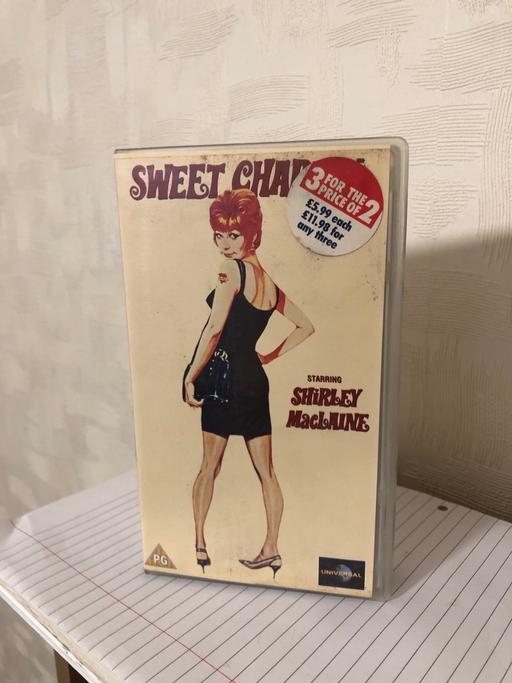 SWEET CHA
3 FOR THE
PRICE OF 2
£5.99 each
£11.98 for
any three
STARRING
SHIRLEY
MacLAINE
PG
UNIVERSAL